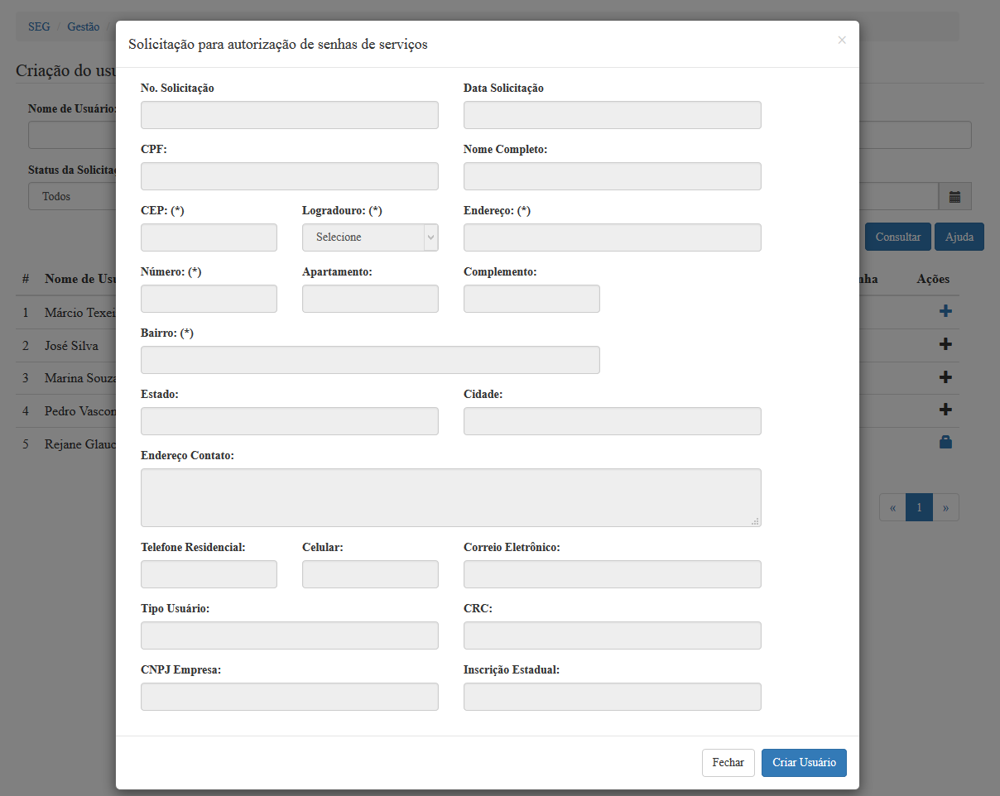 SEG / Gestão /
Solicitação para autorização de senhas de serviços ×
Criação do usu
No. Solicitação Data Solicitação
Nome de Usuário:
CPF: Nome Completo:
Status da Solicitaç
Todos
CEP: (*) Logradouro: (*) Endereço: (*)
Selecione
Consultar Ajuda
Número: (*) Apartamento: Complemento:
# Nome de Usu nha Ações
1 Márcio Texei
Bairro: (*)
2 José Silva
3 Marina Souza
Estado: Cidade:
4 Pedro Vascon
5 Rejane Glauc
Endereço Contato:
« 1 »
Telefone Residencial: Celular: Correio Eletrônico:
Tipo Usuário: CRC:
CNPJ Empresa: Inscrição Estadual:
Fechar Criar Usuário